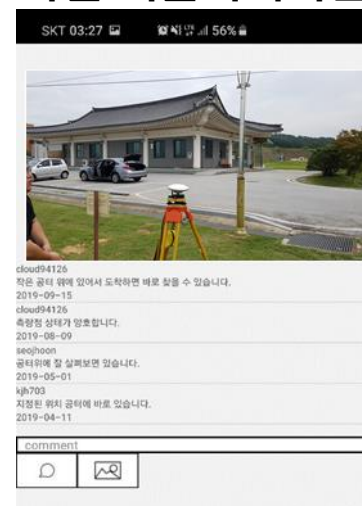 SKT 03:27 LTE 56%
cloud94126
작은 공터 위에 있어서 도착하면 바로 찾을 수 있습니다.
2019-09-15
cloud94126
측량점 상태가 양호합니다.
2019-08-09
seojhoon
공터위에 잘 살펴보면 있습니다.
2019-05-01
kjh703
지정된 위치 공터에 바로 있습니다.
2019-04-11
comment